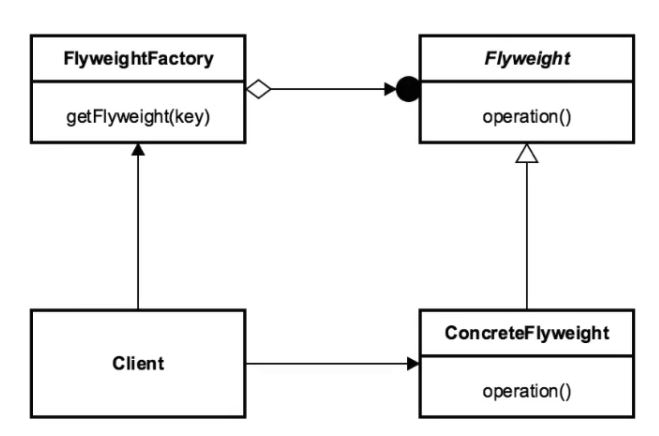 FlyweightFactory
getFlyweight(key)
Flyweight
operation()
Client
ConcreteFlyweight
operation()